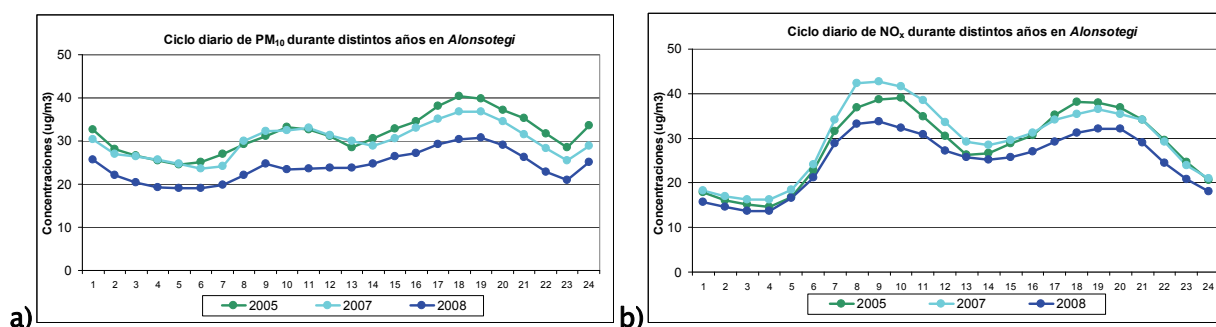 Ciclo diario de PM10 durante distintos años en Alonsotegi
Concentraciones (ug/m3)
50
40
30
20
10
0
1 2 3 4 5 6 7 8 9 10 11 12 13 14 15 16 17 18 19 20 21 22 23 24
2005 2007 2008
a)
Ciclo diario de NOx durante distintos años en Alonsotegi
Concentraciones (ug/m3)
50
40
30
20
10
0
1 2 3 4 5 6 7 8 9 10 11 12 13 14 15 16 17 18 19 20 21 22 23 24
2005 2007 2008
b)